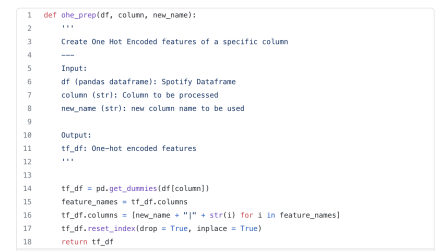 1 def ohe_prep(df, column, new_name):
2 '''
3 Create One Hot Encoded features of a specific column
4 ---
5 Input:
6 df (pandas dataframe): Spotify Dataframe
7 column (str): Column to be processed
8 new_name (str): new column name to be used
9
10 Output:
11 tf_df: One-hot encoded features
12 '''
13
14 tf_df = pd.get_dummies(df[column])
15 feature_names = tf_df.columns
16 tf_df.columns = [new_name + "|" + str(i) for i in feature_names]
17 tf_df.reset_index(drop = True, inplace = True)
18 return tf_df